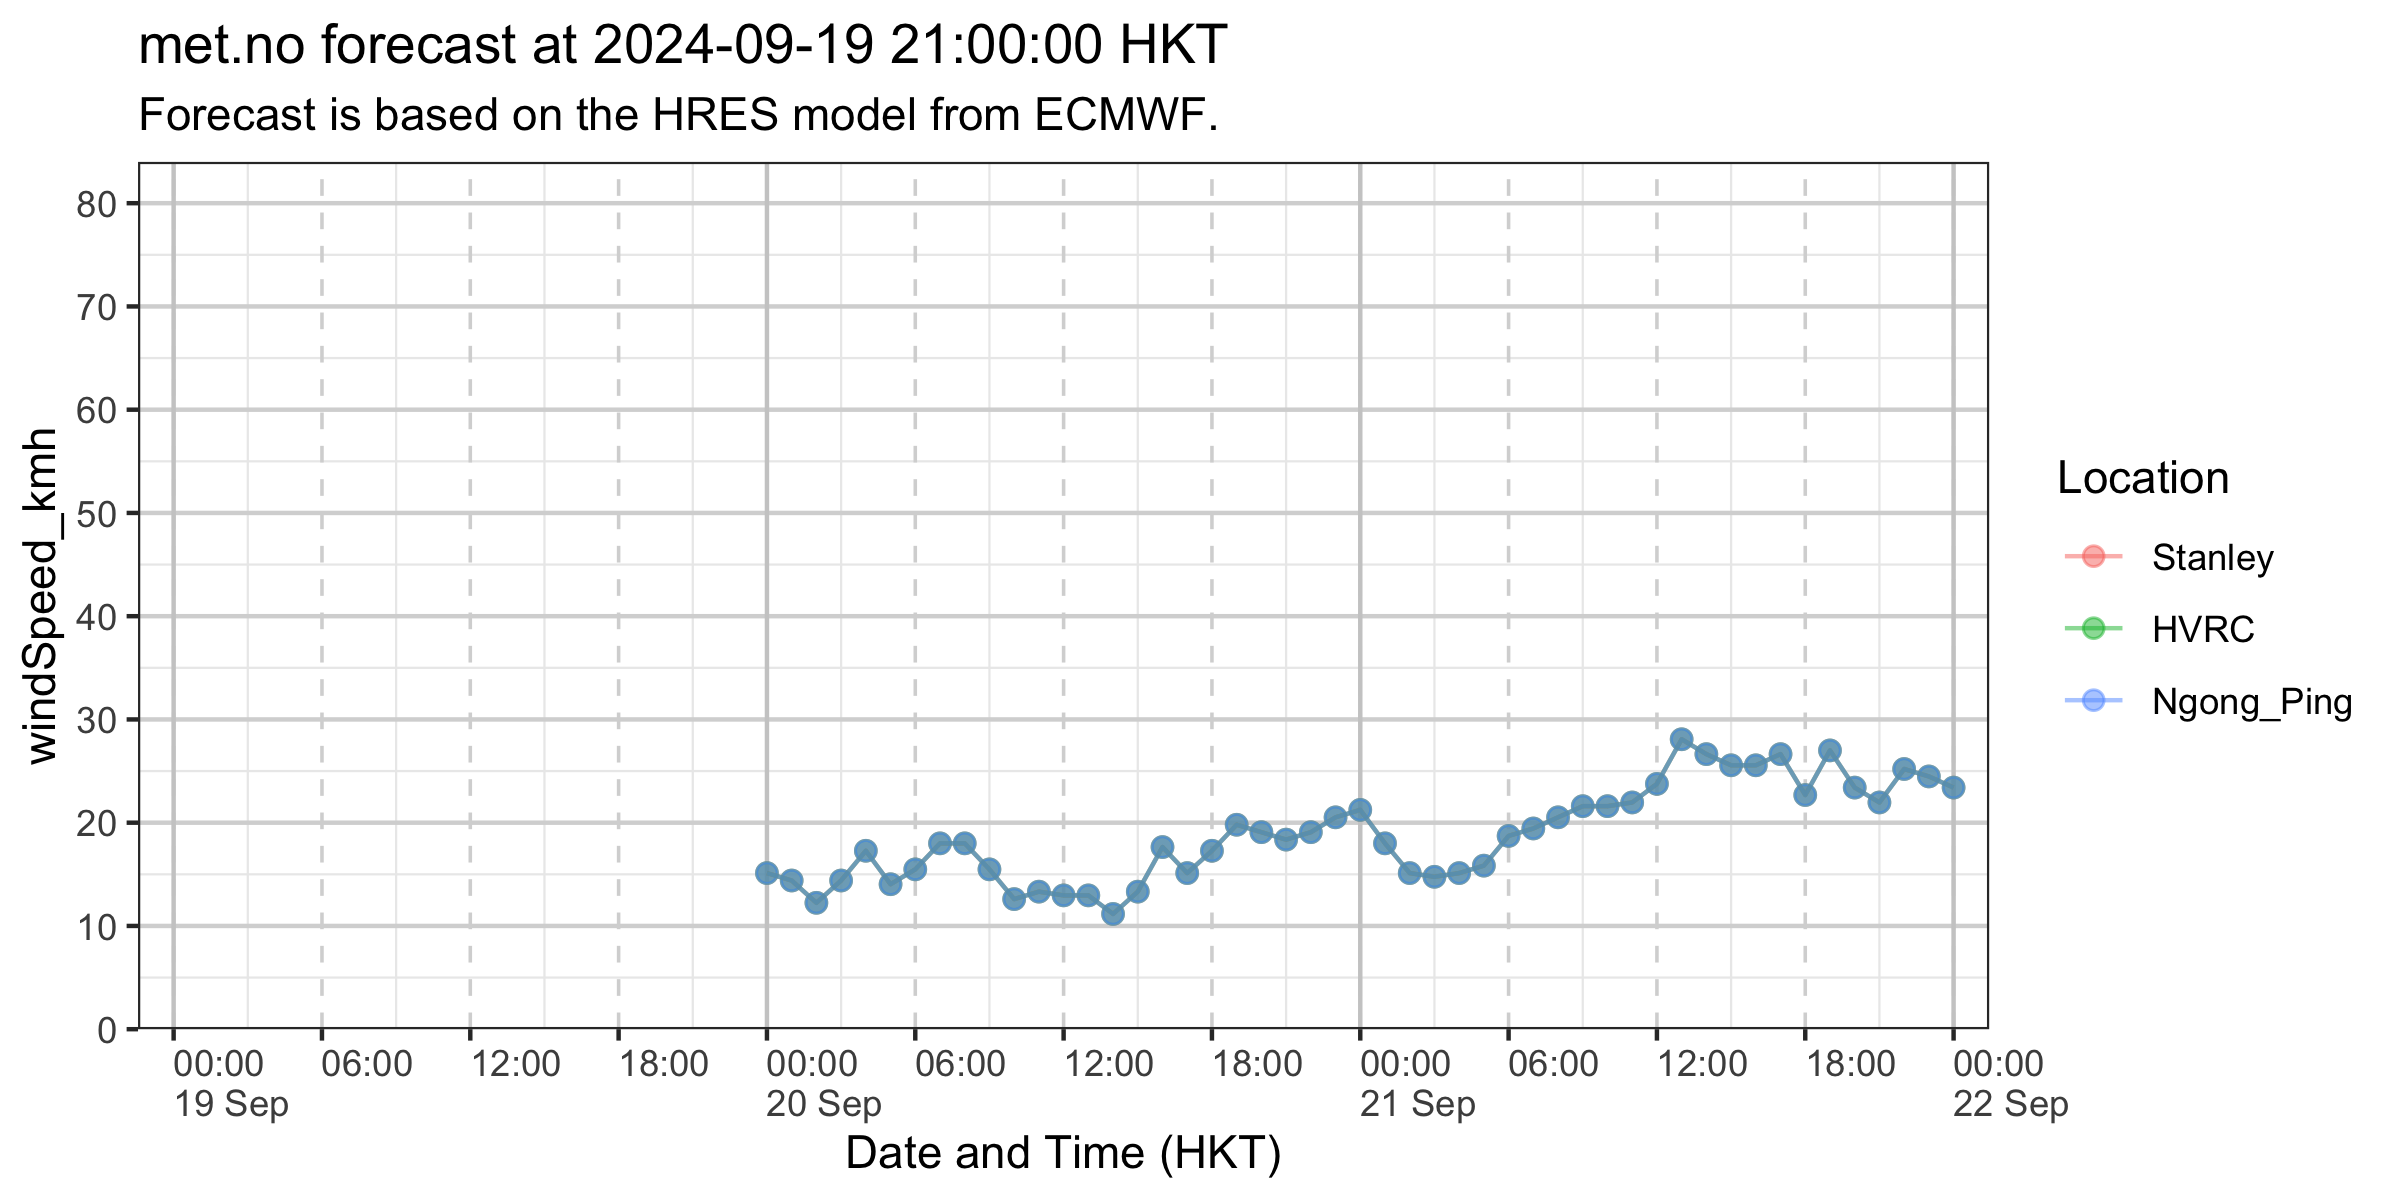 met.no forecast at 2024-09-19 21:00:00 HKT
Forecast is based on the HRES model from ECMWF.
windSpeed_kmh
80
70
60
50
40
30
20
10
0
00:00 06:00 12:00 18:00 00:00 06:00 12:00 18:00 00:00 06:00 12:00 18:00 00:00
19 Sep 20 Sep 21 Sep 22 Sep
Date and Time (HKT)
Location
Stanley
HVRC
Ngong_Ping